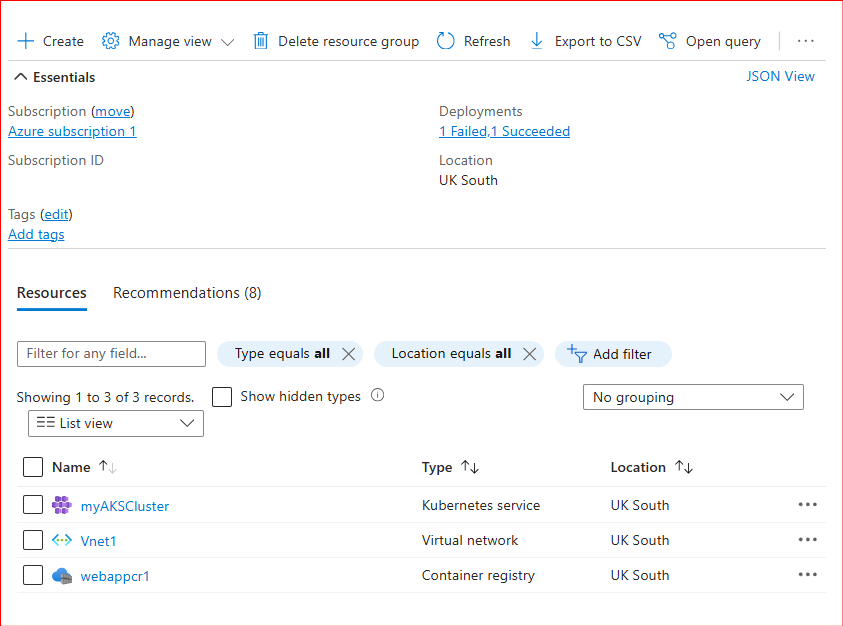 Create Manage view Delete resource group Refresh Export to CSV Open query ...
Essentials JSON View
Subscription (move) Deployments
Azure subscription 1 1 Failed,1 Succeeded
Subscription ID Location
UK South
Tags (edit)
Add tags
Resources Recommendations (8)
Filter for any field... Type equals all Location equals all Add filter
Showing 1 to 3 of 3 records. Show hidden types No grouping
List view
Name Type Location
myAKSCluster Kubernetes service UK South ...
Vnet1 Virtual network UK South ...
webappcr1 Container registry UK South ...